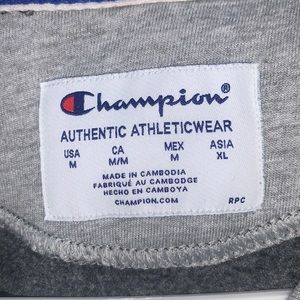 Champion®
AUTHENTIC ATHLETICWEAR
USA CA MEX ASIA
M M/M M XL
MADE IN CAMBODIA
FABRIQUÉ AU CAMBODGE
HECHO EN CAMBOYA
CHAMPION.COM RPC